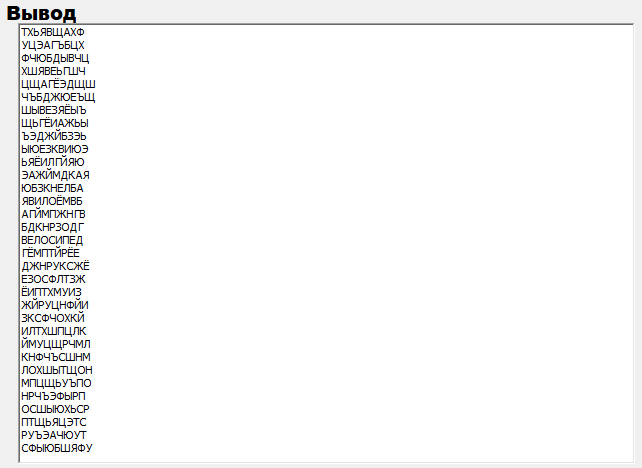 Вывод
ТХЬЯВЩАХФ
УЦЭАГЪБЦХ
ФЧЮБДЫВЧЦ
ХШЯВЕЬГШЧ
ЦЩАГЁЭДЩШ
ЧЪБДЖЮЕЪЩ
ШЫВЕЗЯЁЫЪ
ЩЬГЁИАЖЬЫ
ЪЭДЖЙБЗЭЬ
ЫЮЕЗКВИЮЭ
ЬЯЁИЛГЙЯЮ
ЭАЖЙМДКАЯ
ЮБЗКНЕЛБА
ЯВИЛОЁМВБ
АГЙМПЖНГВ
БДКНРЗОДГ
ВЕЛОСИПЕД
ГЁМПТЙРЁЕ
ДЖНРУКСЖЁ
ЕЗОСФЛТЗЖ
ЁИПТХМУИЗ
ЖЙРУЦНФЙИ
ЗКСФЧОХКЙ
ИЛТХШПЦЛК
ЙМУЦЩРЧМЛ
КНФЧЪСШНМ
ЛОХШЫТЩОН
МПЦЩЬУЪПО
НРЧЪЭФЫРП
ОСШЫЮХЬСР
ПТЩЬЯЦЭТС
РУЪЭАЧЮУТ
СФЫЮБШЯФУ